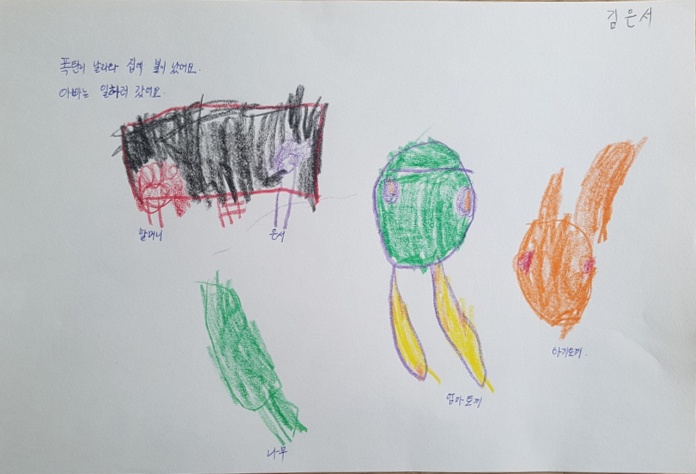 김은서
폭탄이 날라와 집에 불이 났어요.
아빠는 일하러 갔어요.
할머니
은서
아기토끼.
엄마토끼
나무